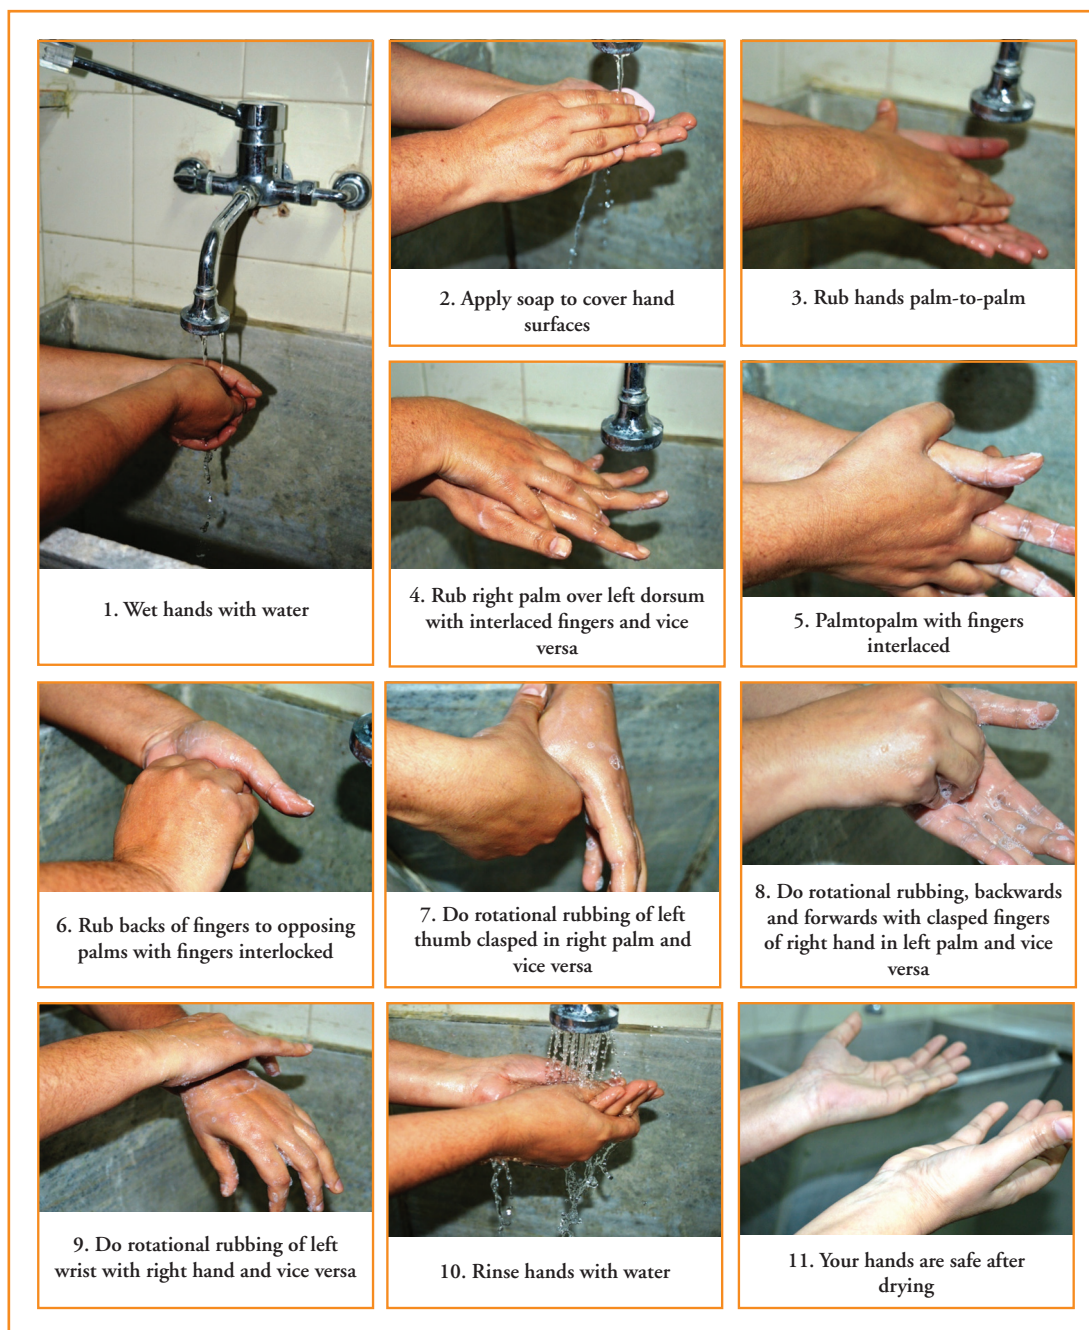 1. Wet hands with water
2. Apply soap to cover hand
surfaces
3. Rub hands palm-to-palm
4. Rub right palm over left dorsum
with interlaced fingers and vice
versa
5. Palmtopalm with fingers
interlaced
6. Rub backs of fingers to opposing
palms with fingers interlocked
7. Do rotational rubbing of left
thumb clasped in right palm and
vice versa
8. Do rotational rubbing, backwards
and forwards with clasped fingers
of right hand in left palm and vice
versa
9. Do rotational rubbing of left
wrist with right hand and vice versa
10. Rinse hands with water
11. Your hands are safe after
drying